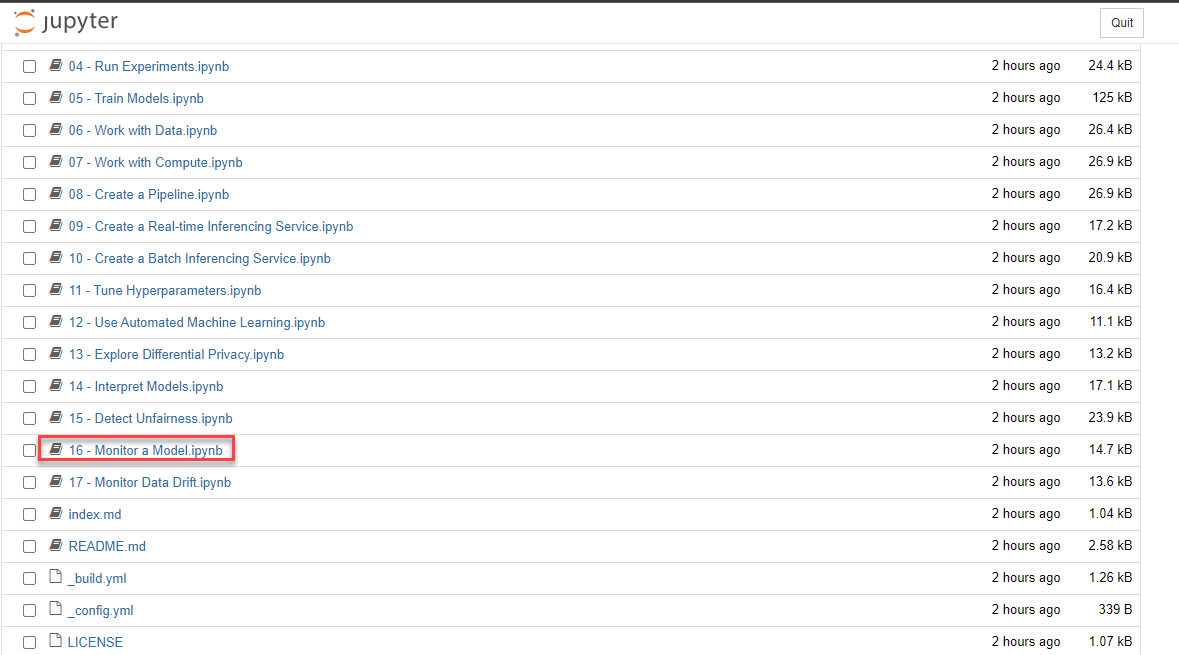 jupyter Quit
04 - Run Experiments.ipynb 2 hours ago 24.4 kB
05 - Train Models.ipynb 2 hours ago 125 kB
06 - Work with Data.ipynb 2 hours ago 26.4 kB
07 - Work with Compute.ipynb 2 hours ago 26.9 kB
08 - Create a Pipeline.ipynb 2 hours ago 26.9 kB
09 - Create a Real-time Inferencing Service.ipynb 2 hours ago 17.2 kB
10 - Create a Batch Inferencing Service.ipynb 2 hours ago 20.9 kB
11 - Tune Hyperparameters.ipynb 2 hours ago 16.4 kB
12 - Use Automated Machine Learning.ipynb 2 hours ago 11.1 kB
13 - Explore Differential Privacy.ipynb 2 hours ago 13.2 kB
14 - Interpret Models.ipynb 2 hours ago 17.1 kB
15 - Detect Unfairness.ipynb 2 hours ago 23.9 kB
16 - Monitor a Model.ipynb 2 hours ago 14.7 kB
17 - Monitor Data Drift.ipynb 2 hours ago 13.6 kB
index.md 2 hours ago 1.04 kB
README.md 2 hours ago 2.58 kB
_build.yml 2 hours ago 1.26 kB
_config.yml 2 hours ago 339 B
LICENSE 2 hours ago 1.07 kB